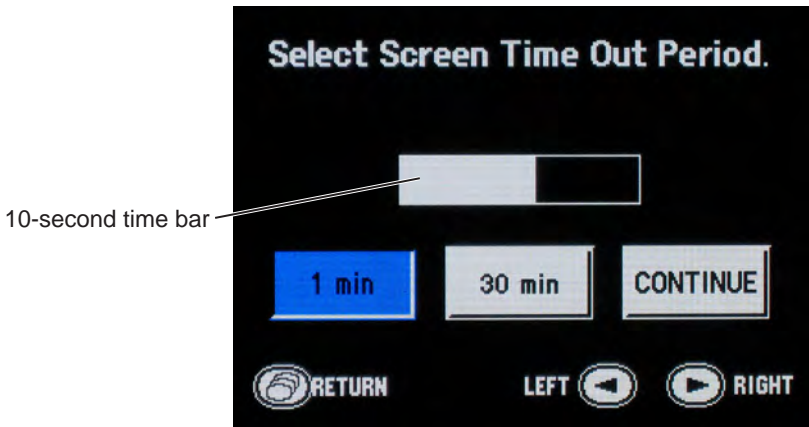 Select Screen Time Out Period.
10-second time bar
1 min
30 min
CONTINUE
RETURN
LEFT
RIGHT